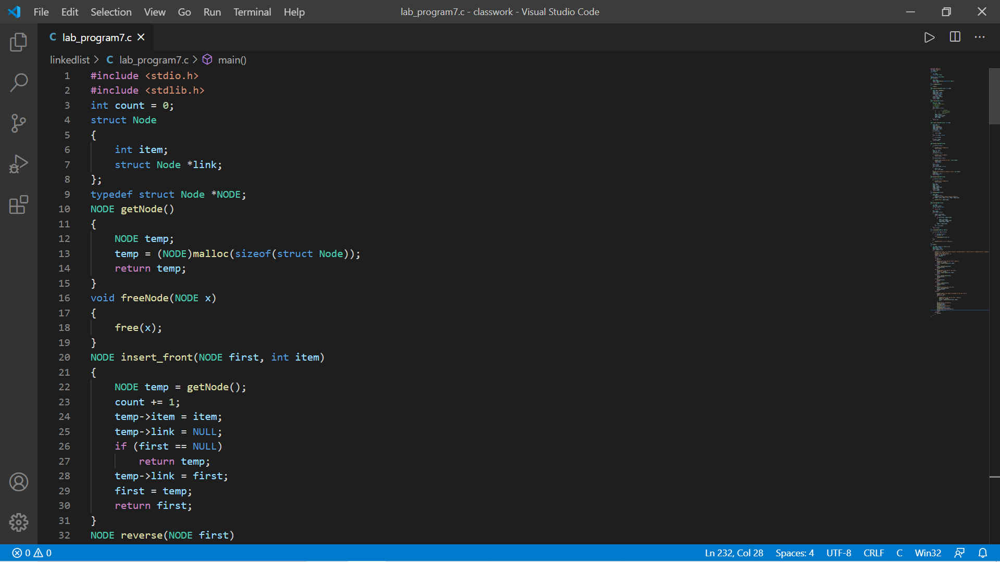 File Edit Selection View Go Run Terminal Help lab_program7.c - classwork - Visual Studio Code
C lab_program7.c
linkedlist > C lab_program7.c > main()
1 #include <stdio.h>
2 #include <stdlib.h>
3 int count = 0;
4 struct Node
5 {
6 int item;
7 struct Node *link;
8 };
9 typedef struct Node *NODE;
10 NODE getNode()
11 {
12 NODE temp;
13 temp = (NODE)malloc(sizeof(struct Node));
14 return temp;
15 }
16 void freeNode(NODE x)
17 {
18 free(x);
19 }
20 NODE insert_front(NODE first, int item)
21 {
22 NODE temp = getNode();
23 count += 1;
24 temp->item = item;
25 temp->link = NULL;
26 if (first == NULL)
27 return temp;
28 temp->link = first;
29 first = temp;
30 return first;
31 }
32 NODE reverse(NODE first)
0 0 Ln 232, Col 28 Spaces: 4 UTF-8 CRLF C Win32